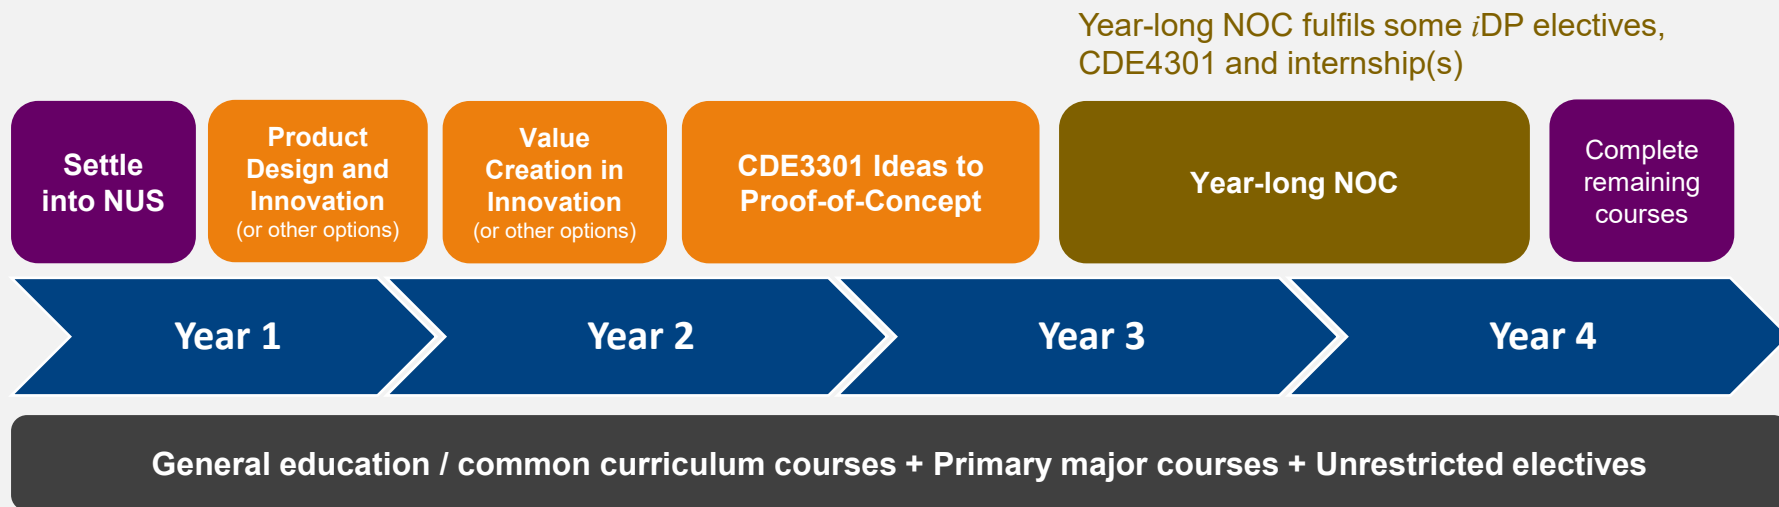 Year-long NOC fulfils some iDP electives,
CDE4301 and internship(s)
Settle
into NUS
Product
Design and
Innovation
(or other options)
Value
Creation in
Innovation
(or other options)
CDE3301 Ideas to
Proof-of-Concept
Year-long NOC
Complete
remaining
courses
Year 1
Year 2
Year 3
Year 4
General education / common curriculum courses + Primary major courses + Unrestricted electives